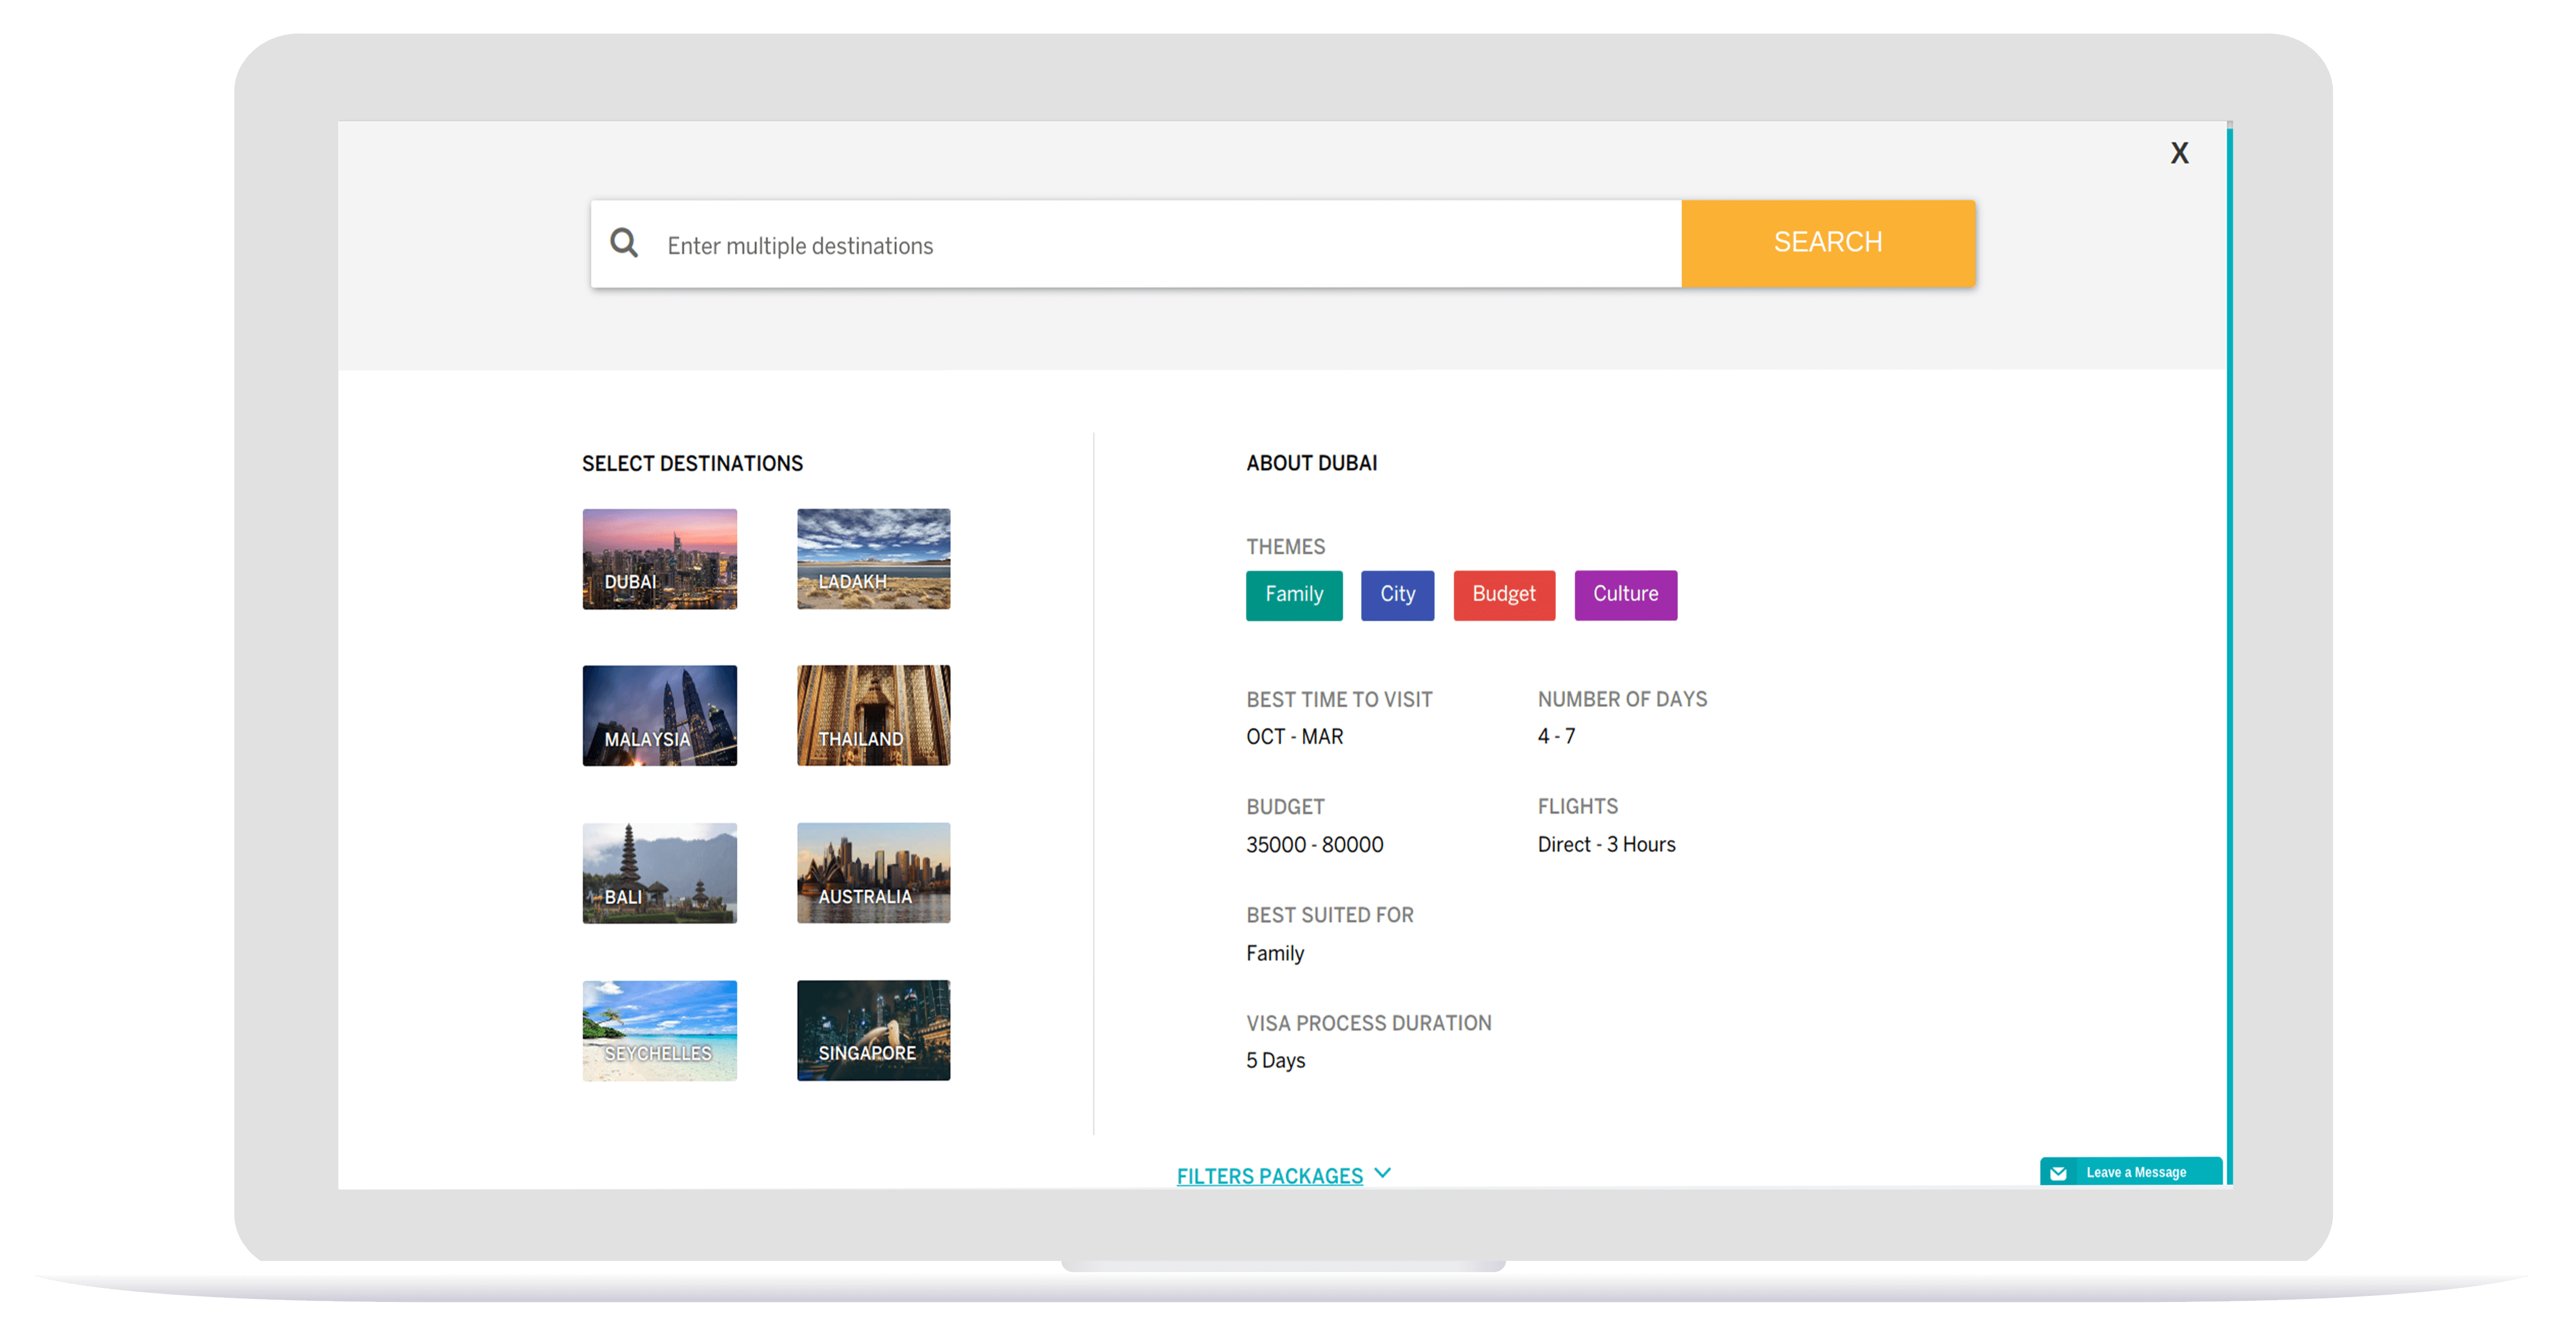 X
Enter multiple destinations
SEARCH
SELECT DESTINATIONS
DUBAI
LADAKH
MALAYSIA
THAILAND
BALI
AUSTRALIA
SEYCHELLES
SINGAPORE
ABOUT DUBAI
THEMES
Family City Budget Culture
BEST TIME TO VISIT
OCT - MAR
NUMBER OF DAYS
4 - 7
BUDGET
35000 - 80000
FLIGHTS
Direct - 3 Hours
BEST SUITED FOR
Family
VISA PROCESS DURATION
5 Days
FILTERS PACKAGES
Leave a Message